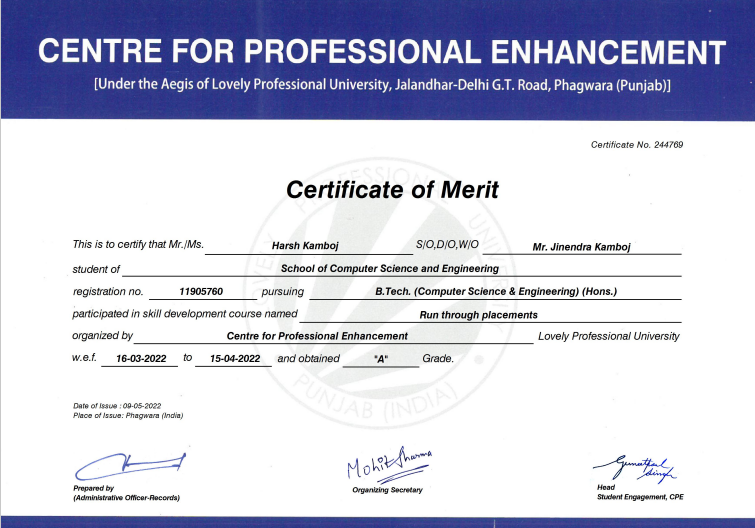 CENTRE FOR PROFESSIONAL ENHANCEMENT
[Under the Aegis of Lovely Professional University, Jalandhar-Delhi G.T. Road, Phagwara (Punjab)]
Certificate No. 244769
Certificate of Merit
This is to certify that Mr./Ms. Harsh Kamboj S/O,D/O,W/O Mr. Jinendra Kamboj
student of School of Computer Science and Engineering
registration no. 11905760 pursuing B.Tech. (Computer Science & Engineering) (Hons.)
participated in skill development course named Run through placements
organized by Centre for Professional Enhancement Lovely Professional University
w.e.f. 16-03-2022 to 15-04-2022 and obtained "A" Grade.
Date of Issue : 09-05-2022
Place of Issue: Phagwara (India)
Mohit Sharma
Prepared by
(Administrative Officer-Records)
Organizing Secretary
Head
Student Engagement, CPE
PUNJAB (INDIA)